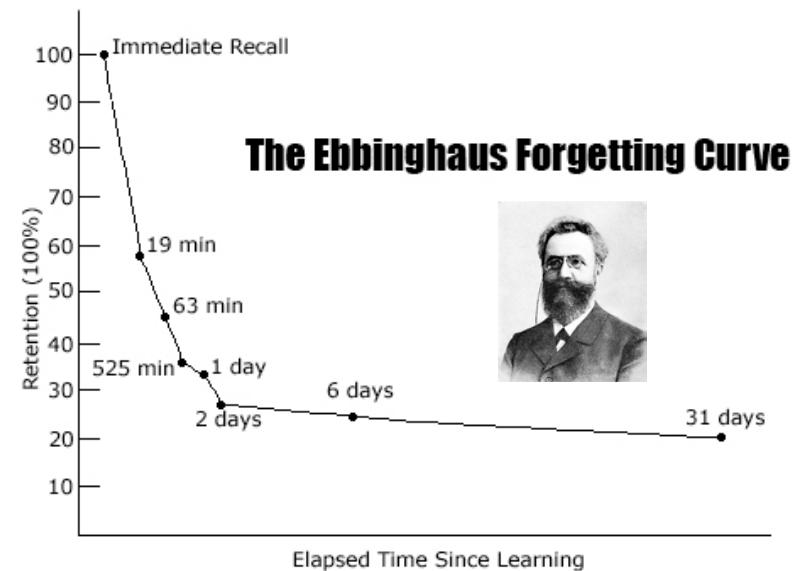 100
Immediate Recall
90
The Ebbinghaus Forgetting Curve
80
70
60
19 min
50
63 min
40
525 min
1 day
30
6 days
2 days
31 days
20
10
Retention (100%)
Elapsed Time Since Learning